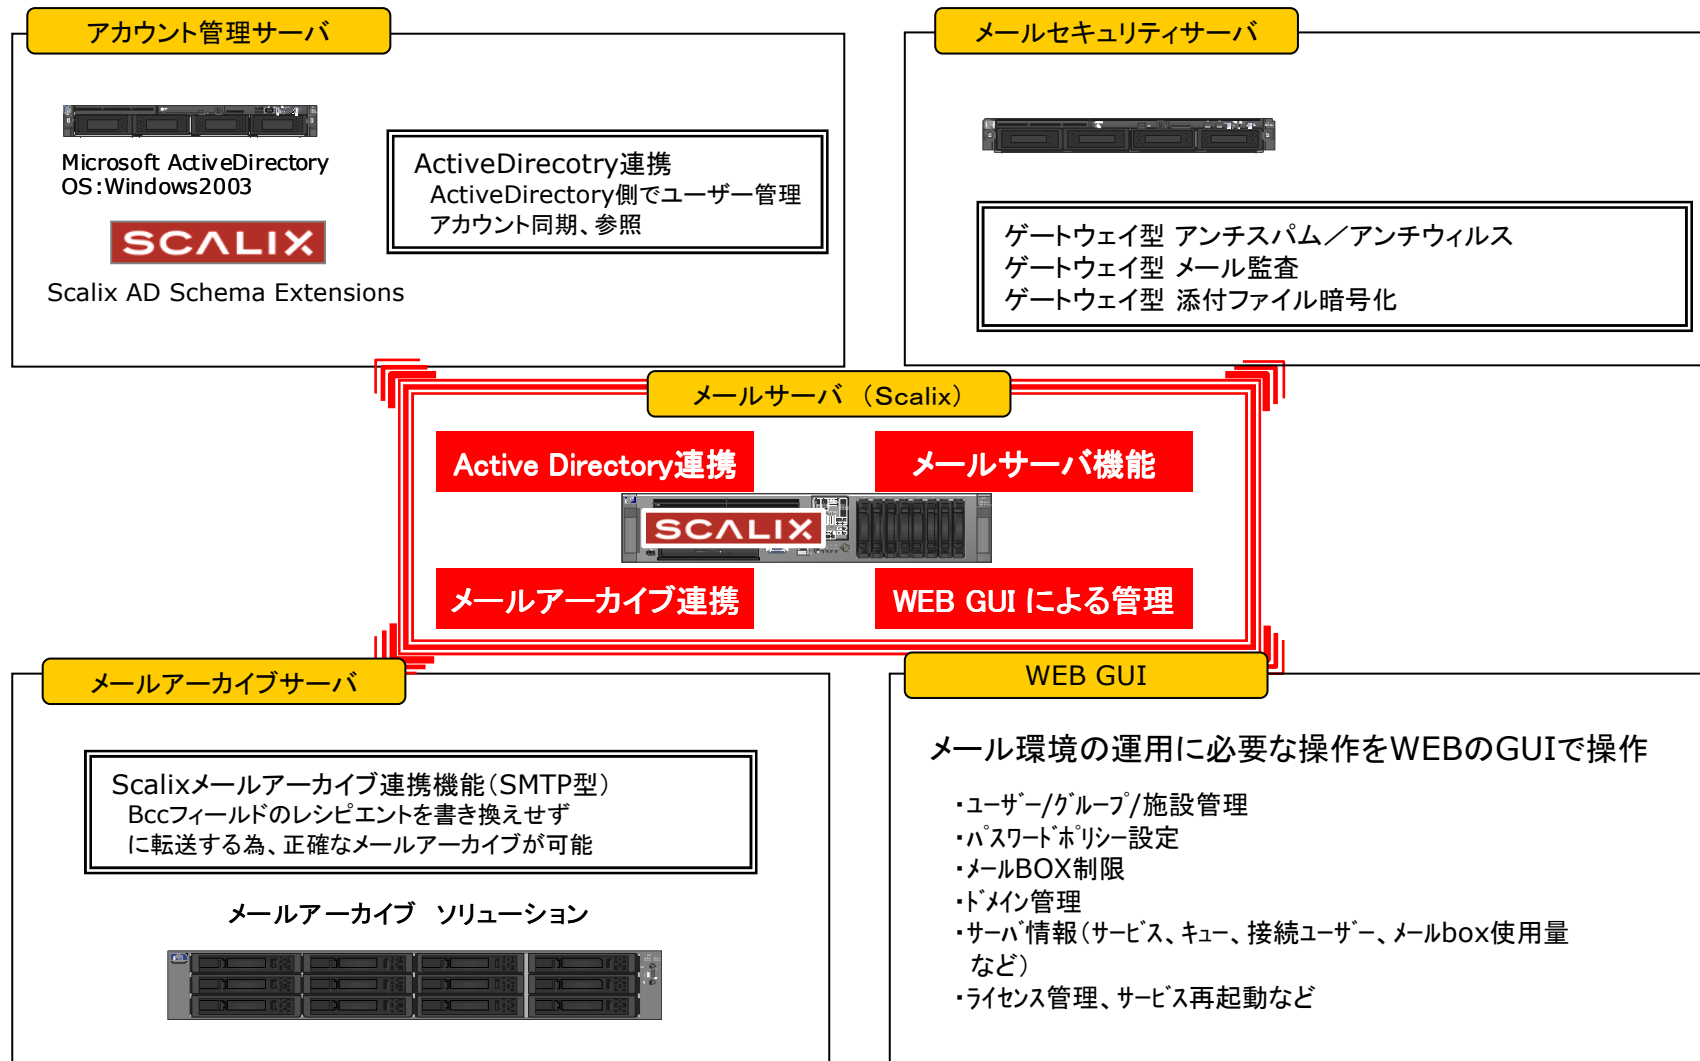 アカウント管理サーバ
Microsoft ActiveDirectory
OS:Windows2003
SCALIX
Scalix AD Schema Extensions
ActiveDirecotry連携
ActiveDirectory側でユーザー管理
アカウント同期、参照
メールセキュリティサーバ
ゲートウェイ型 アンチスパム／アンチウィルス
ゲートウェイ型 メール監査
ゲートウェイ型 添付ファイル暗号化
メールサーバ （Scalix）
Active Directory連携
メールサーバ機能
SCALIX
メールアーカイブ連携
WEB GUI による管理
メールアーカイブサーバ
Scalixメールアーカイブ連携機能（SMTP型）
Bccフィールドのレシピエントを書き換えせず
に転送する為、正確なメールアーカイブが可能
メールアーカイブ　ソリューション
WEB GUI
メール環境の運用に必要な操作をWEBのGUIで操作
・ﾕｰｻﾞｰ/ｸﾞﾙｰﾌﾟ/施設管理
・ﾊﾟｽﾜｰﾄﾞﾎﾟﾘｼｰ設定
・ﾒｰﾙBOX制限
・ﾄﾞﾒｲﾝ管理
・ｻｰﾊﾞ情報（ｻｰﾋﾞｽ、ｷｭｰ、接続ﾕｰｻﾞｰ、ﾒｰﾙbox使用量
など）
・ﾗｲｾﾝｽ管理、ｻｰﾋﾞｽ再起動など